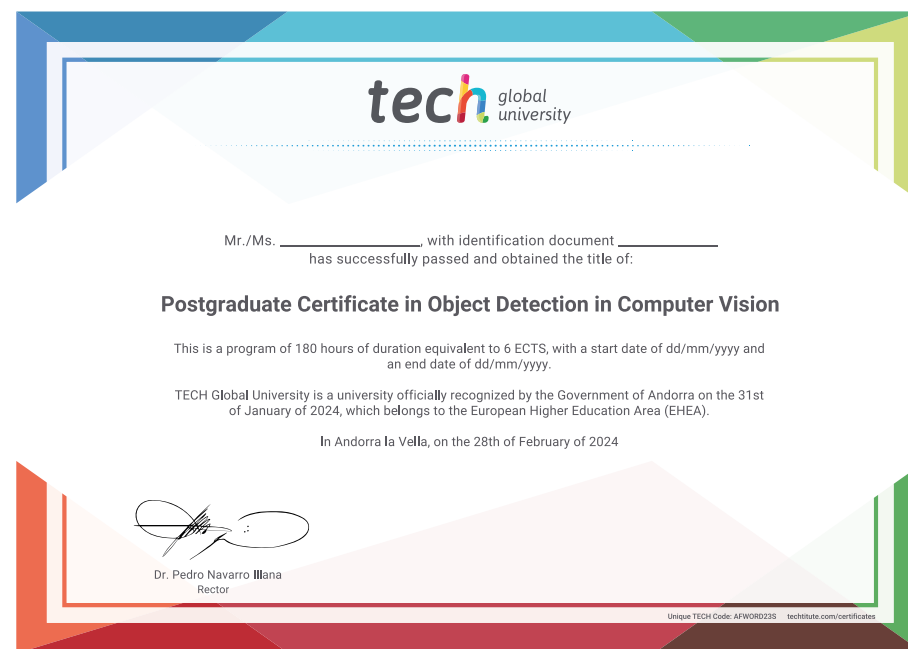 tech global
university
Mr./Ms. ____________, with identification document ____________
has successfully passed and obtained the title of:
Postgraduate Certificate in Object Detection in Computer Vision
This is a program of 180 hours of duration equivalent to 6 ECTS, with a start date of dd/mm/yyyy and
an end date of dd/mm/yyyy.
TECH Global University is a university officially recognized by the Government of Andorra on the 31st
of January of 2024, which belongs to the European Higher Education Area (EHEA).
In Andorra la Vella, on the 28th of February of 2024
Dr. Pedro Navarro Illana
Rector
Unique TECH Code: AFWORD23S techtitute.com/certificates